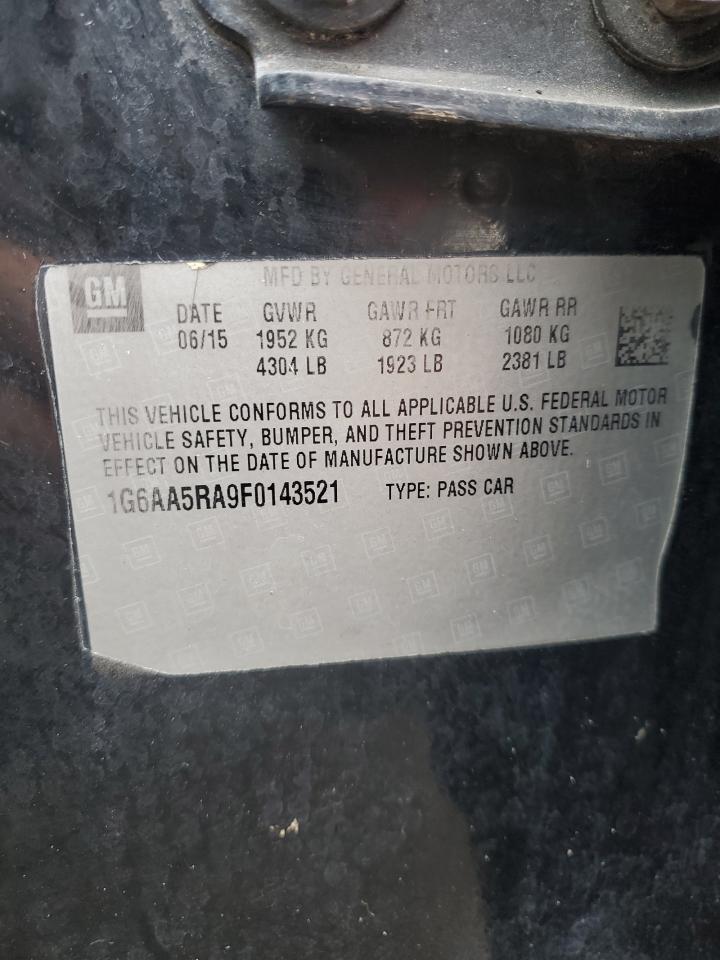 GM MFD BY GENERAL MOTORS LLC
DATE GVWR GAWR FRT GAWR RR
06/15 1952 KG 872 KG 1080 KG
4304 LB 1923 LB 2381 LB
THIS VEHICLE CONFORMS TO ALL APPLICABLE U.S. FEDERAL MOTOR
VEHICLE SAFETY, BUMPER, AND THEFT PREVENTION STANDARDS IN
EFFECT ON THE DATE OF MANUFACTURE SHOWN ABOVE.
1G6AA5RA9F0143521 TYPE: PASS CAR